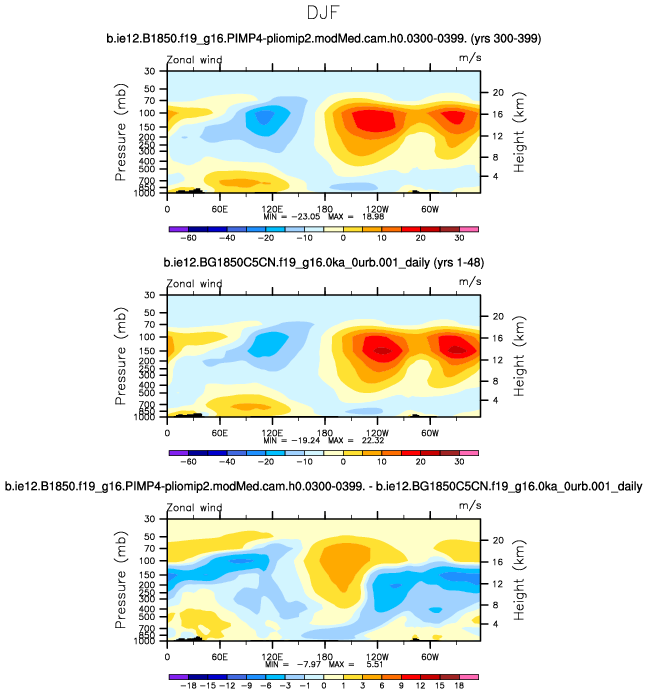 DJF
b.ie12.B1850.f19_g16.PIMP4-pliomip2.modMed.cam.h0.0300-0399. (yrs 300-399)
Zonal wind m/s
Pressure (mb)
30
50
70
100
150
200
250
300
400
500
700
850
1000
20
16
12
8
4
Height (km)
0 60E 120E 180 120W 60W
MIN = -23.05 MAX = 18.98
-60 -40 -20 -10 0 10 20 30
b.ie12.BG1850C5CN.f19_g16.0ka_0urb.001_daily (yrs 1-48)
Zonal wind m/s
Pressure (mb)
30
50
70
100
150
200
250
300
400
500
700
850
1000
20
16
12
8
4
Height (km)
0 60E 120E 180 120W 60W
MIN = -19.24 MAX = 22.32
-60 -40 -20 -10 0 10 20 30
b.ie12.B1850.f19_g16.PIMP4-pliomip2.modMed.cam.h0.0300-0399. - b.ie12.BG1850C5CN.f19_g16.0ka_0urb.001_daily
Zonal wind m/s
Pressure (mb)
30
50
70
100
150
200
250
300
400
500
700
850
1000
20
16
12
8
4
Height (km)
0 60E 120E 180 120W 60W
MIN = -7.97 MAX = 5.51
-18 -15 -12 -9 -6 -3 -1 0 1 3 6 9 12 15 18